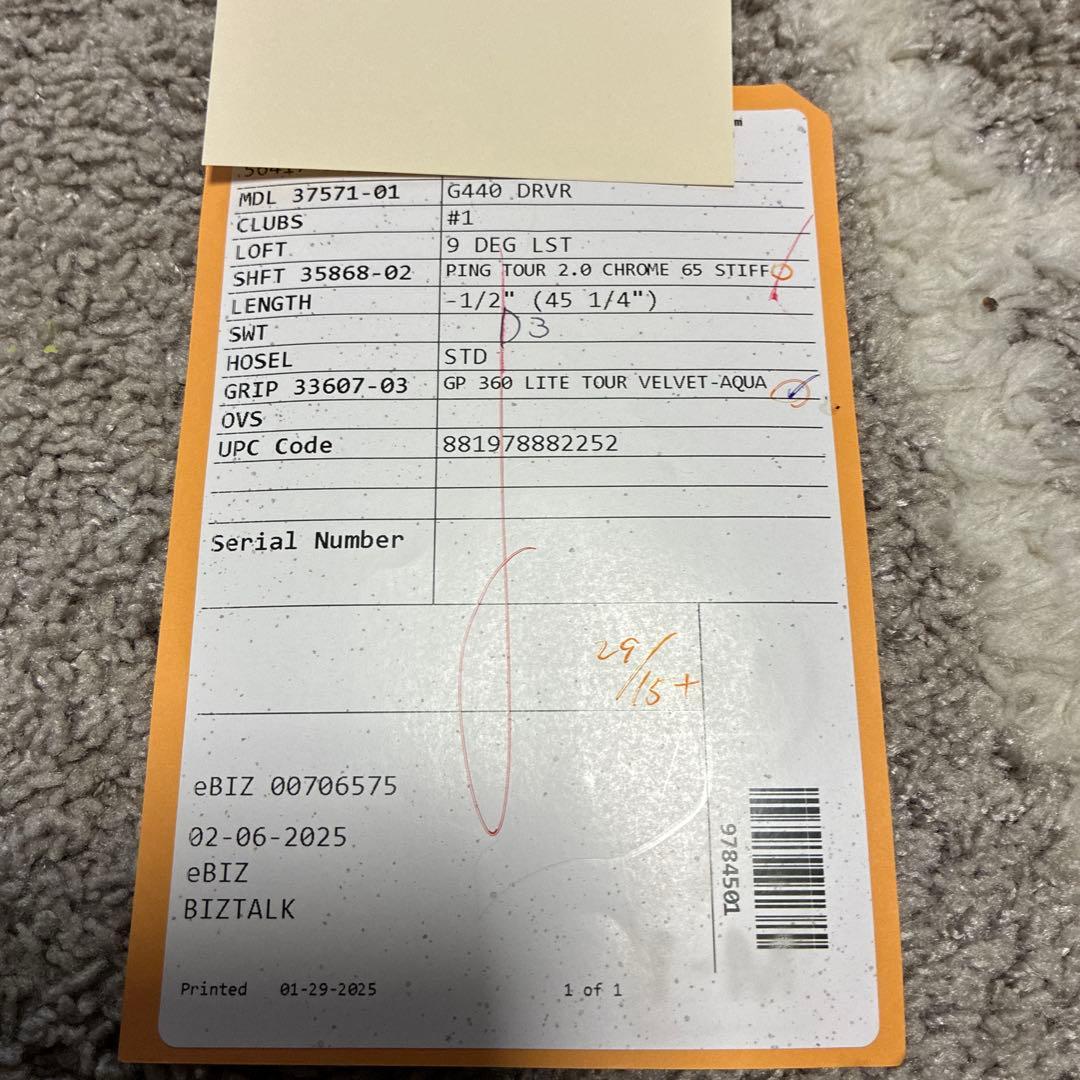 MDL 37571-01 G440 DRVR
CLUBS #1
LOFT 9 DEG LST
SHFT 35868-02 PING TOUR 2.0 CHROME 65 STIFF
LENGTH -1/2" (45 1/4")
SWT D3
HOSEL STD
GRIP 33607-03 GP 360 LITE TOUR VELVET-AQUA
OVS
UPC Code 881978882252
Serial Number
29/15+
eBIZ 00706575
02-06-2025
eBIZ
BIZTALK
9784501
Printed 01-29-2025 1 of 1